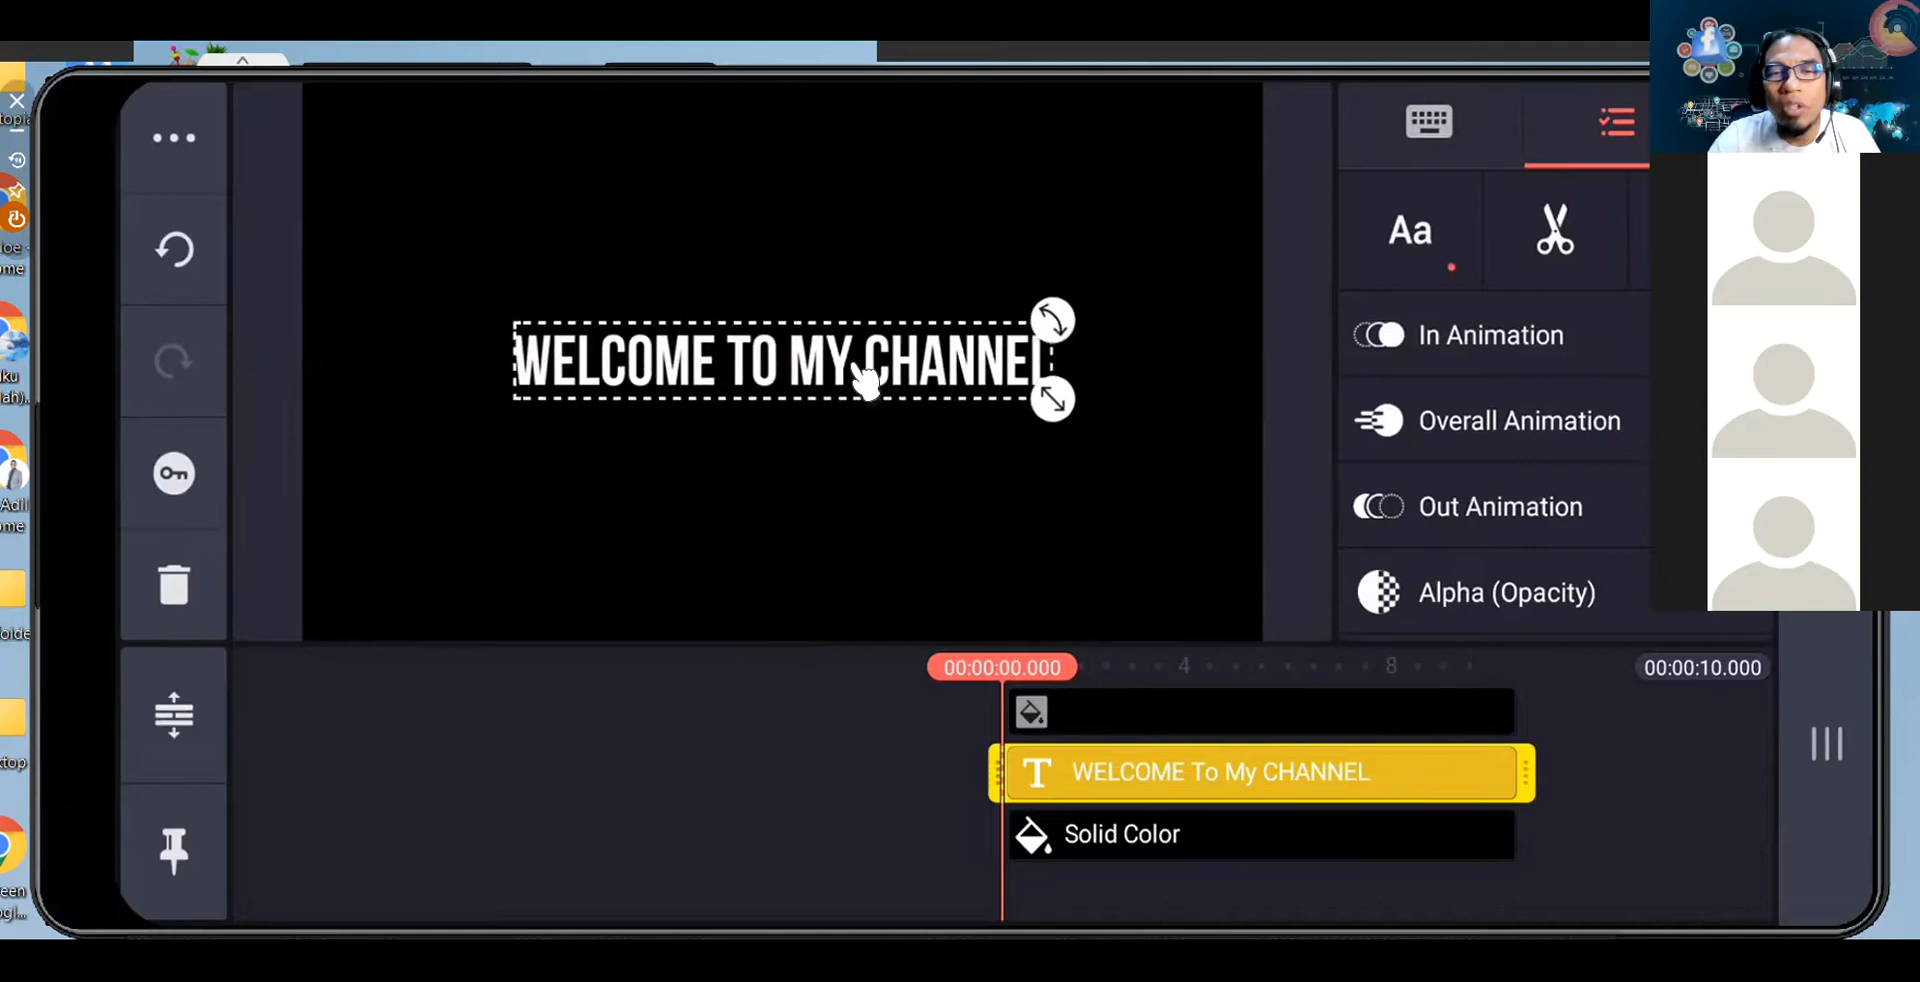 WELCOME TO MY CHANNEL
Aa
In Animation
Overall Animation
Out Animation
Alpha (Opacity)
00:00:00.000
4
8
00:00:10.000
T WELCOME To My CHANNEL
Solid Color